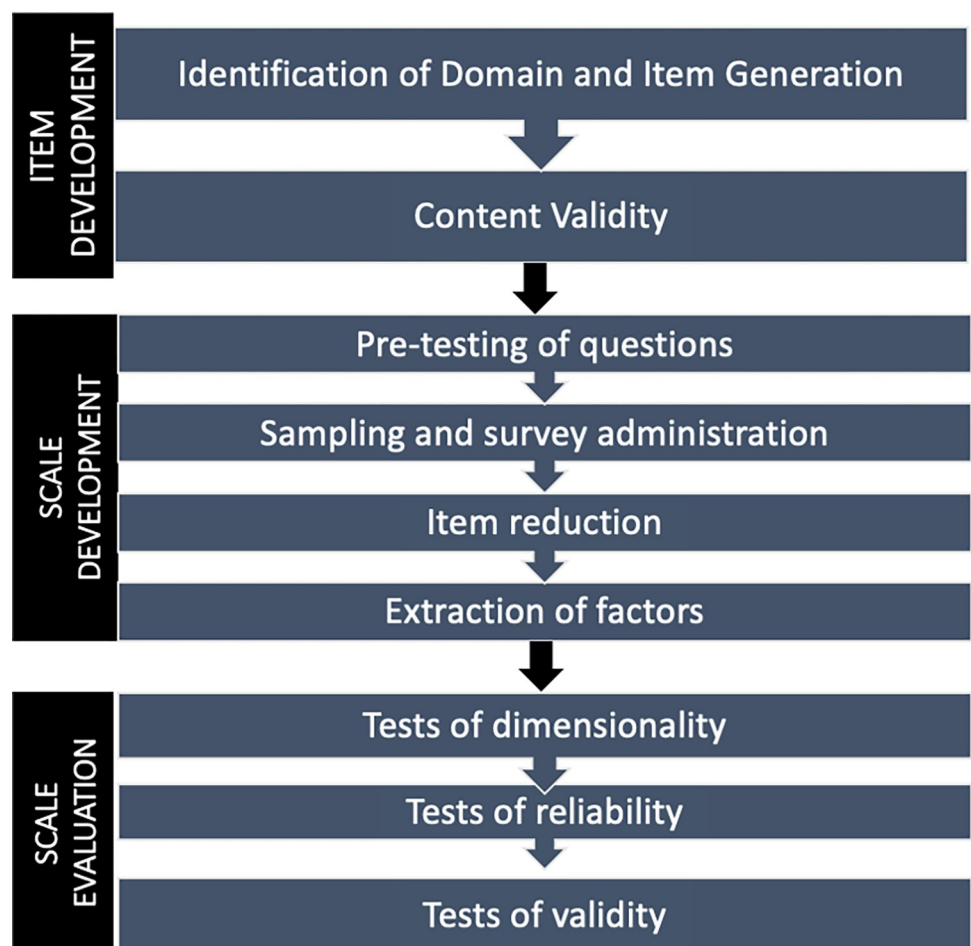 ITEM
DEVELOPMENT
Identification of Domain and Item Generation
Content Validity
SCALE
DEVELOPMENT
Pre-testing of questions
Sampling and survey administration
Item reduction
Extraction of factors
SCALE
EVALUATION
Tests of dimensionality
Tests of reliability
Tests of validity